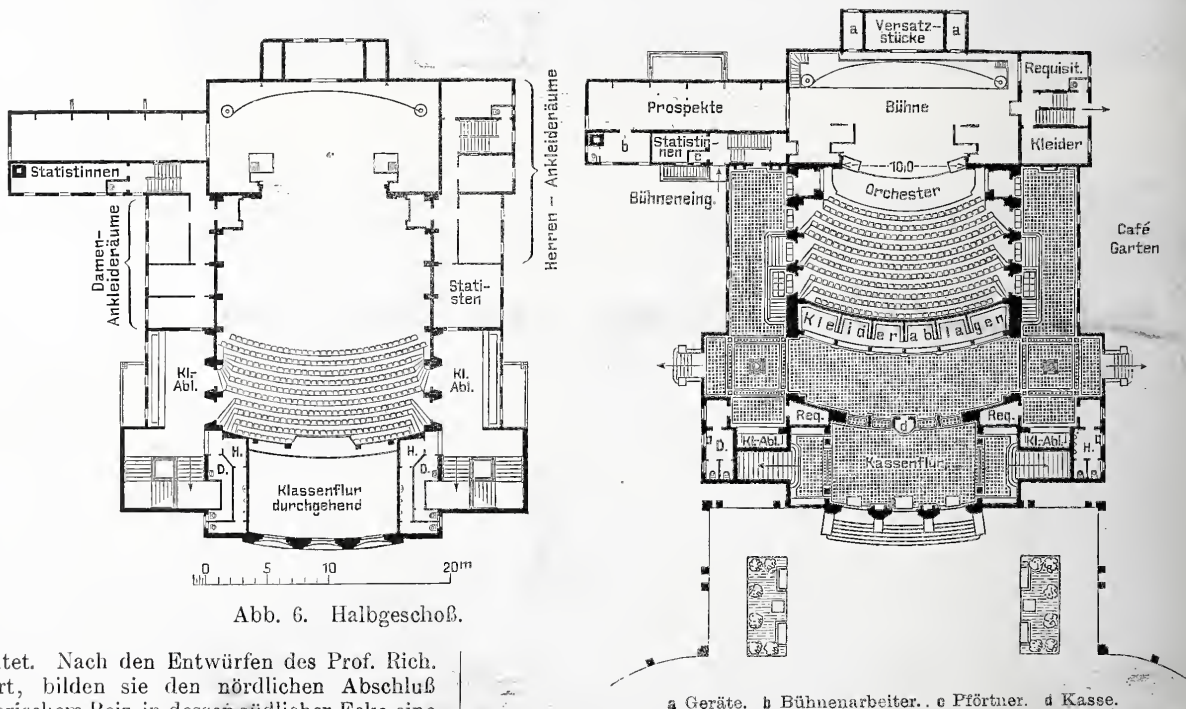 Statistinnen
Damen-
Ankleideräume
Herren - Ankleideräume
Stati-
sten
Kl.-
Abl.
Kl.
Abl.
D.
H.
H.
D.
Klassenflur
durchgehend
0 5 10 20m
Abb. 6. Halbgeschoß.
tet. Nach den Entwürfen des Prof. Rich.
rt, bilden sie den nördlichen Abschluß
a
Versatz-
stücke
a
Requisit.
Prospekte
Bühne
b
Statistin-
nen
c
Kleider
10,0
Orchester
Bühneneing.
Café
Garten
Kleiderablagen
Req.
d
Req.
D.
Kl.-Abl.
Kassenflur
Kl.-Abl.
H.
a Geräte. b Bühnenarbeiter. . c Pförtner. d Kasse.